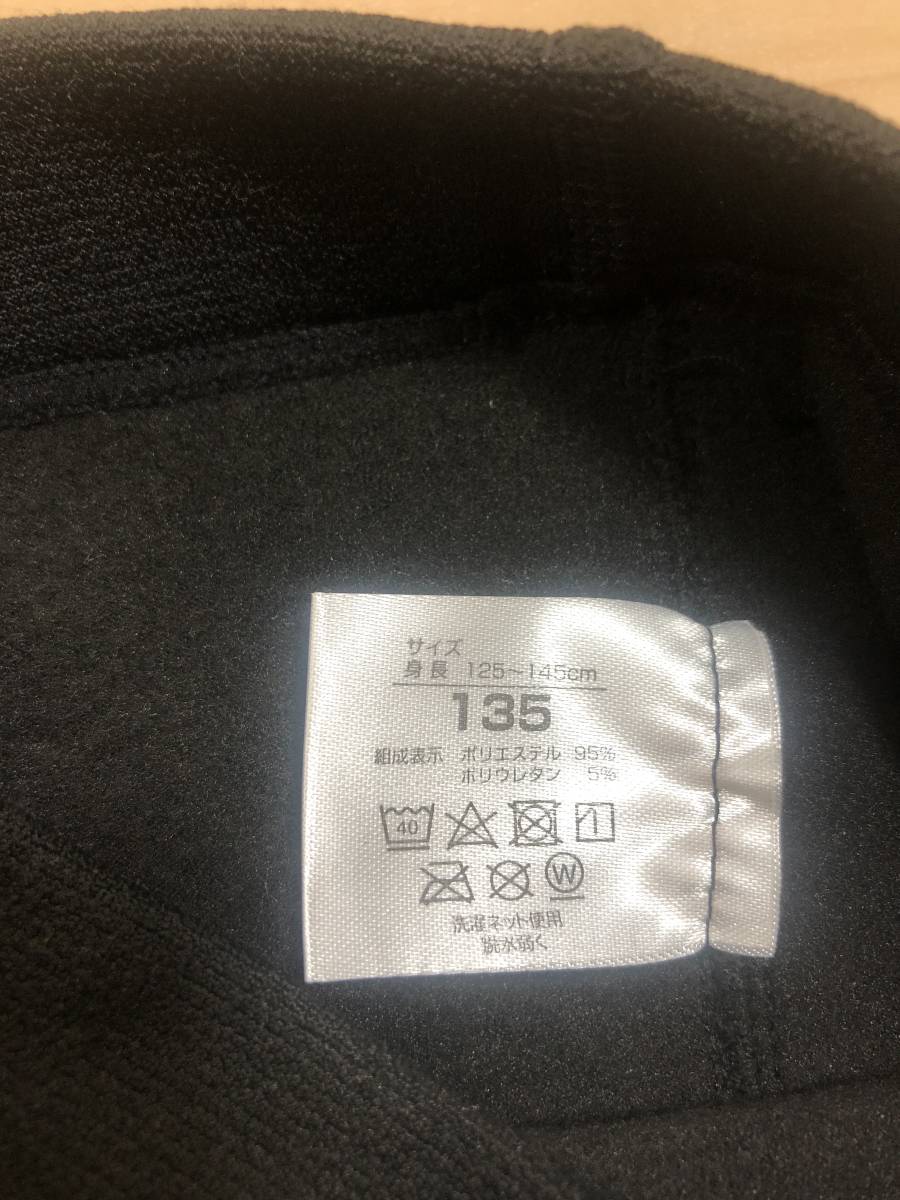 サイズ
身長 125〜145cm
135
組成表示 ポリエステル 95%
ポリウレタン 5%
40
W
洗濯ネット使用
脱水弱く